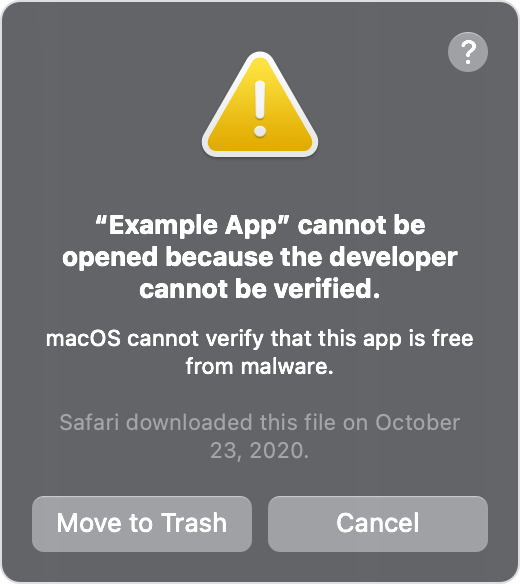 ?
“Example App” cannot be
opened because the developer
cannot be verified.
macOS cannot verify that this app is free
from malware.
Safari downloaded this file on October
23, 2020.
Move to Trash
Cancel